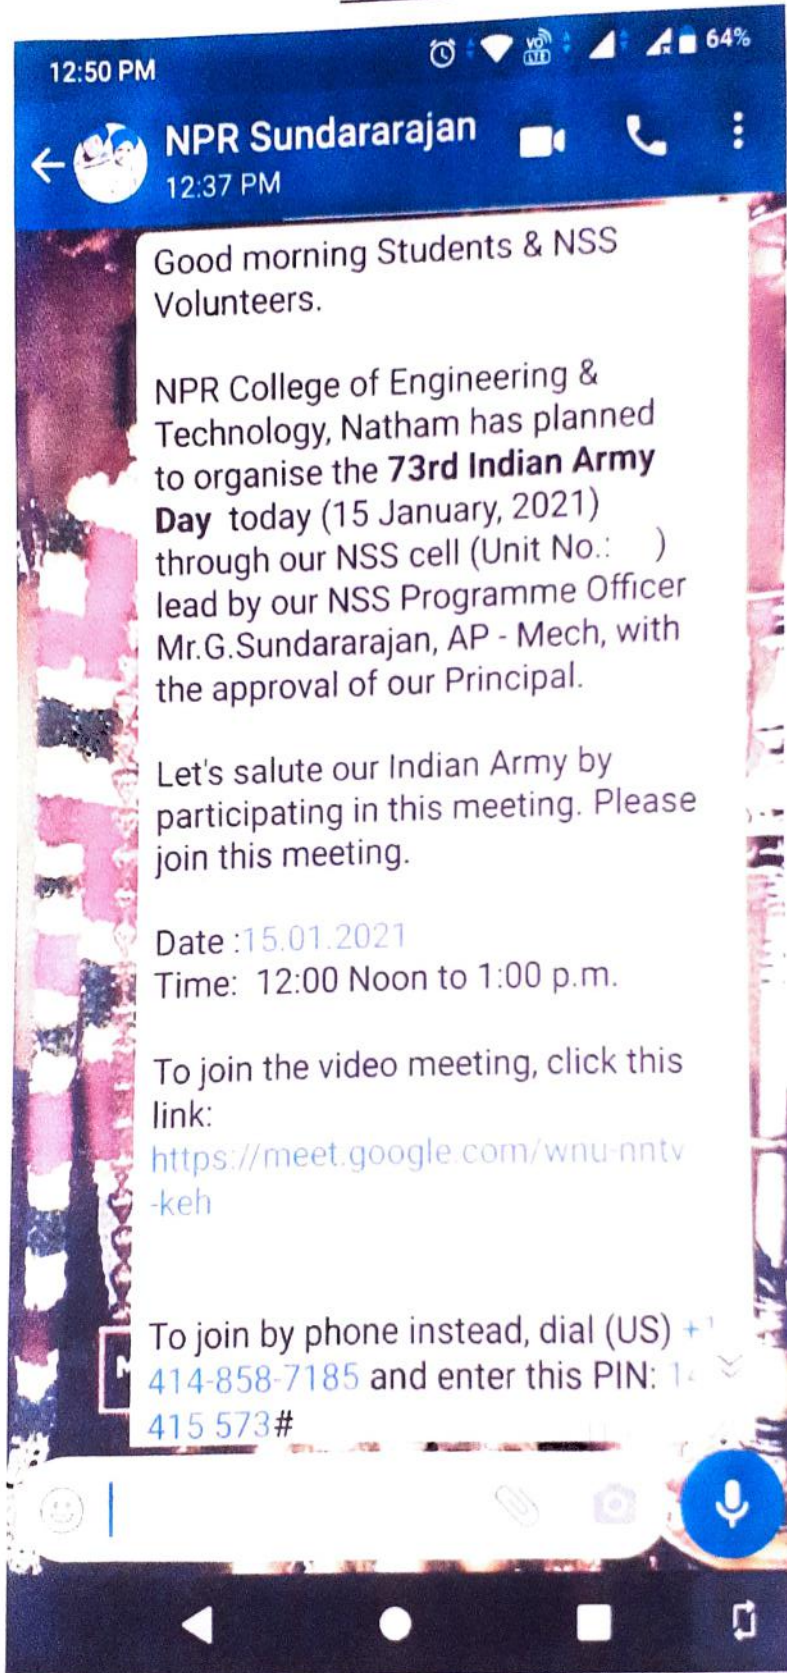 12:50 PM
64%
NPR Sundararajan
12:37 PM
Good morning Students & NSS
Volunteers.
NPR College of Engineering &
Technology, Natham has planned
to organise the 73rd Indian Army
Day today (15 January, 2021)
through our NSS cell (Unit No.: )
lead by our NSS Programme Officer
Mr.G.Sundararajan, AP - Mech, with
the approval of our Principal.
Let's salute our Indian Army by
participating in this meeting. Please
join this meeting.
Date :15.01.2021
Time: 12:00 Noon to 1:00 p.m.
To join the video meeting, click this
link:
https://meet.google.com/wnu-nntv
-keh
To join by phone instead, dial (US) +
414-858-7185 and enter this PIN:
415 573#